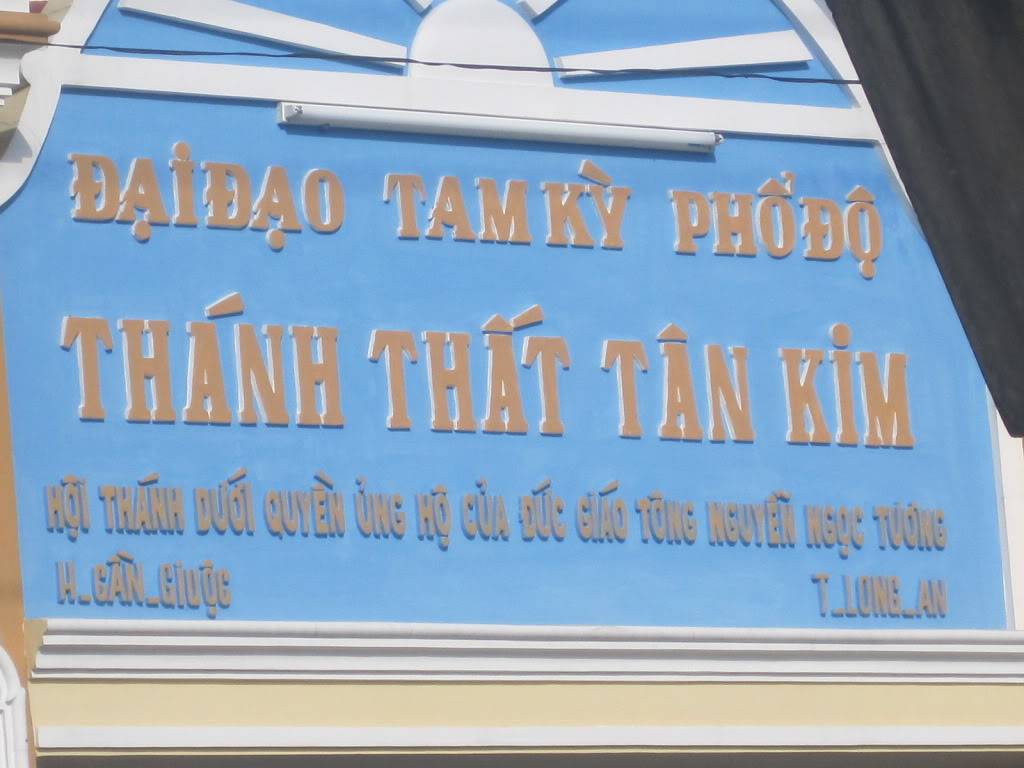 ĐẠI ĐẠO TAM KỲ PHỔ ĐỘ
THÁNH THẤT TÂN KIM
HỘI THÁNH DƯỚI QUYỀN ỦNG HỘ CỦA ĐỨC GIÁO TÔNG NGUYỄN NGỌC TƯƠNG
H_CẦN_GIUỘC T_LONG_AN